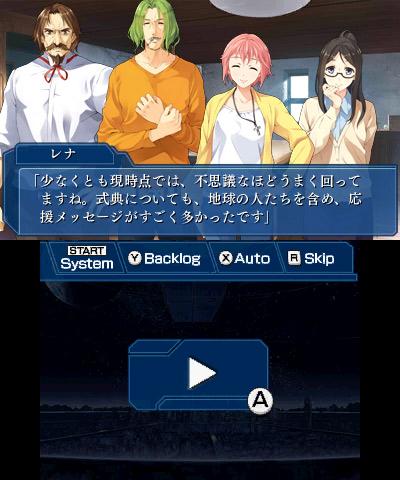 レナ
「少なくとも現時点では、不思議なほどうまく回って
ますね。式典についても、地球の人たちを含め、応
援メッセージがすごく多かったです」
START
System
Y Backlog
X Auto
R Skip
A